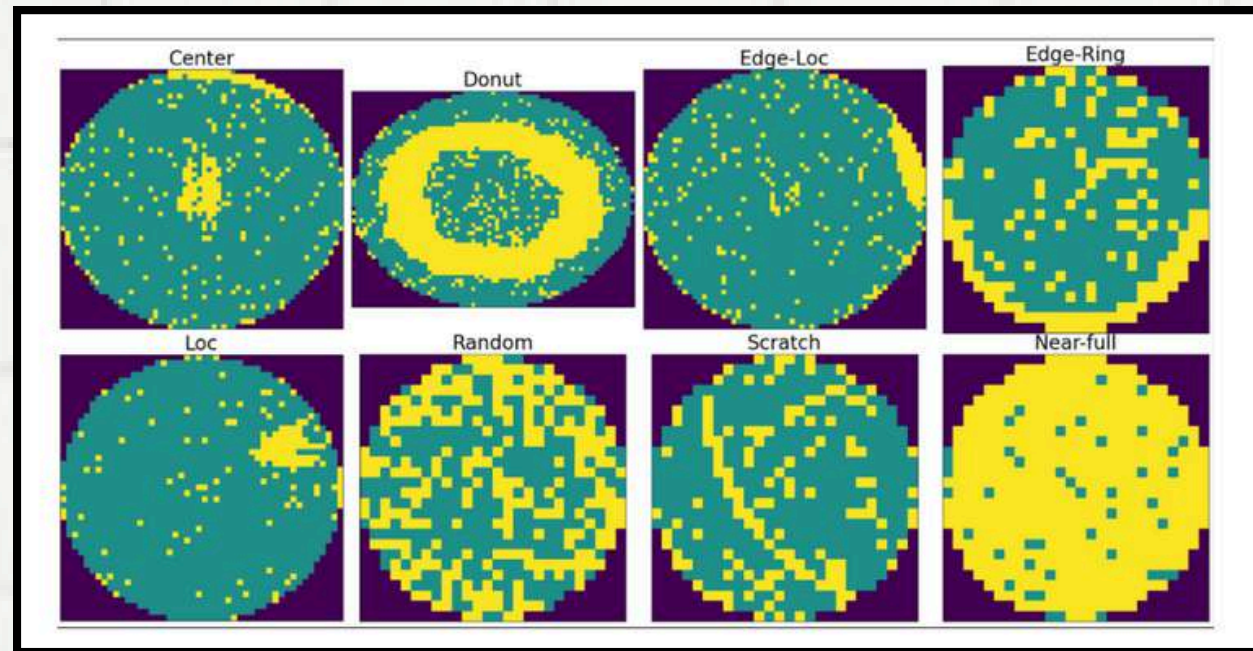 Center
Donut
Edge-Loc
Edge-Ring
Loc
Random
Scratch
Near-full